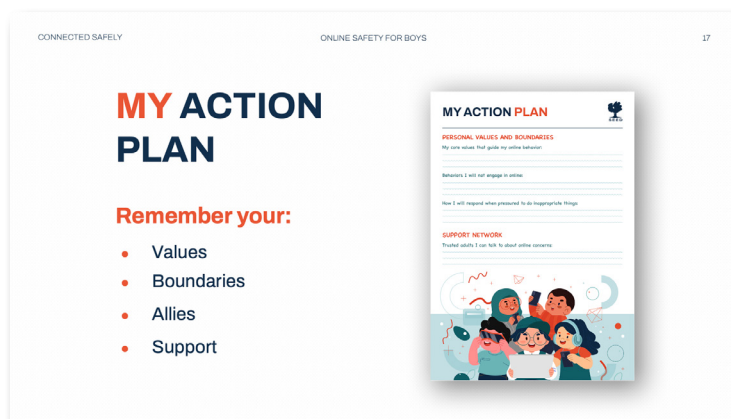 CONNECTED SAFELY
ONLINE SAFETY FOR BOYS
17
MY ACTION
PLAN
Remember your:
Values
Boundaries
Allies
Support
MY ACTION PLAN
PERSONAL VALUES AND BOUNDARIES
My core values that guide my online behavior:
Behaviors I will not engage in online:
How I will respond when pressured to do inappropriate things:
SUPPORT NETWORK
Trusted adults I can talk to about online concerns: